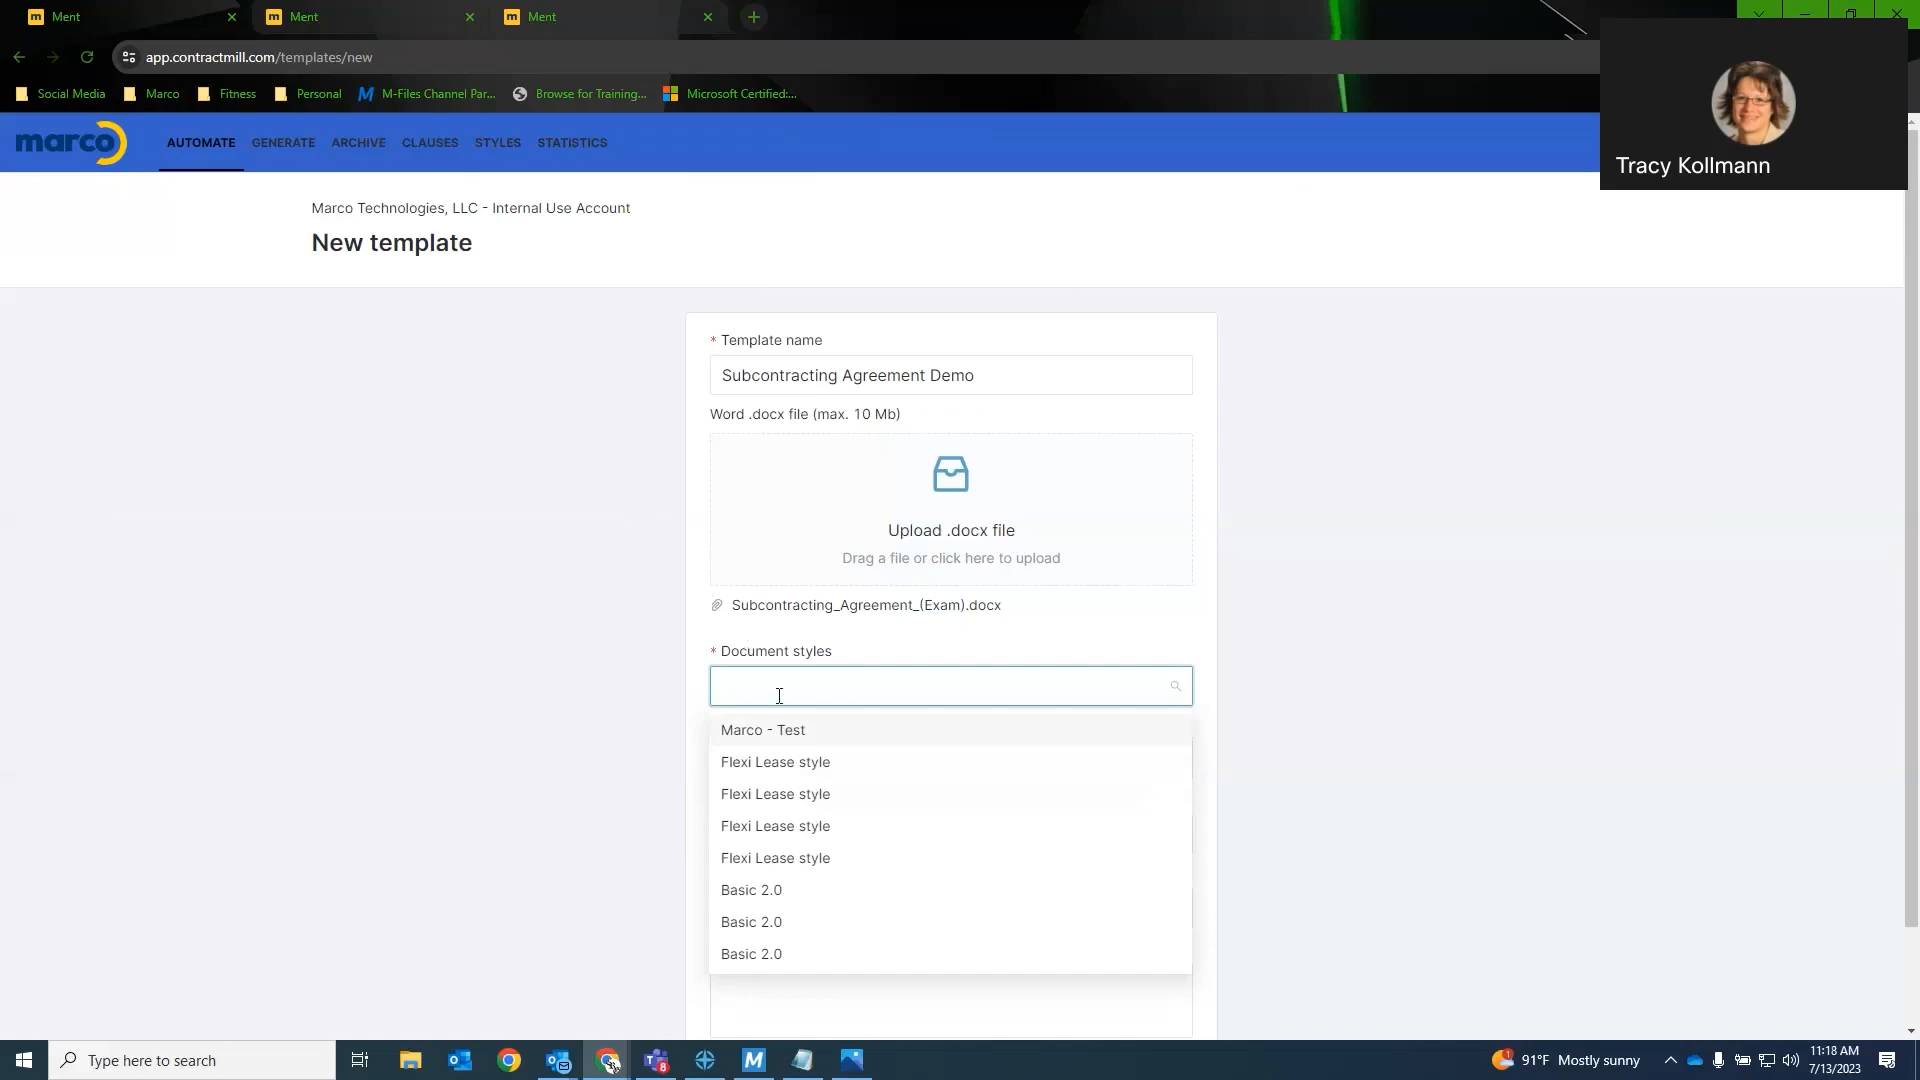 Ment
Ment
Ment
app.contractmill.com/templates/new
Social Media
Marco
Fitness
Personal
M-Files Channel Par...
Browse for Training...
Microsoft Certified:...
Tracy Kollmann
marco
AUTOMATE
GENERATE
ARCHIVE
CLAUSES
STYLES
STATISTICS
Marco Technologies, LLC - Internal Use Account
New template
* Template name
Subcontracting Agreement Demo
Word .docx file (max. 10 Mb)
Upload .docx file
Drag a file or click here to upload
Subcontracting_Agreement_(Exam).docx
* Document styles
Marco - Test
Flexi Lease style
Flexi Lease style
Flexi Lease style
Flexi Lease style
Basic 2.0
Basic 2.0
Basic 2.0
Type here to search
8
91°F Mostly sunny
11:18 AM
7/13/2023